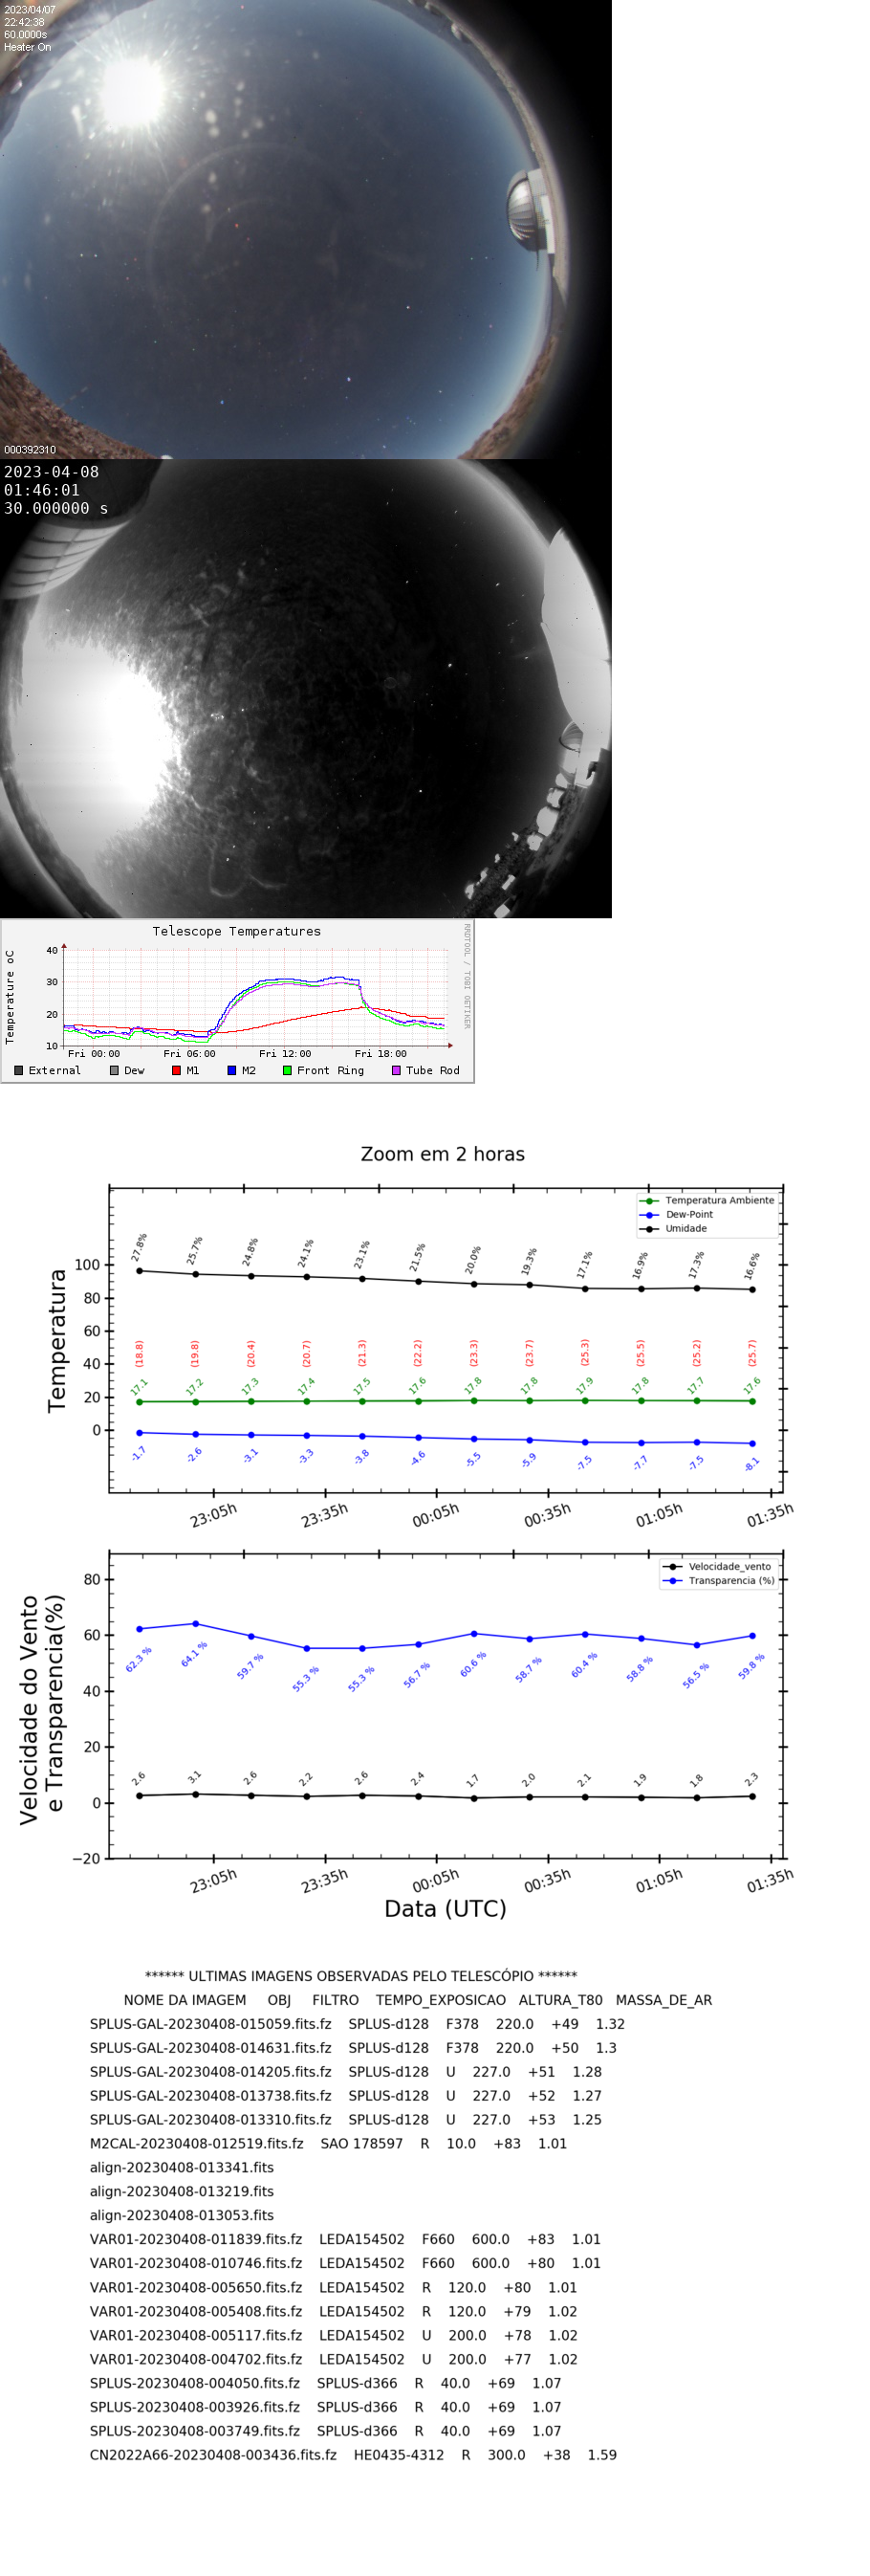 2023/04/07
22:42:38
60.0000s
Heater On
000392310
2023-04-08
01:46:01
30.000000 s
Telescope Temperatures
RRDTOOL / TOBI OETIKER
Temperature oC
40
30
20
10
Fri 00:00 Fri 06:00 Fri 12:00 Fri 18:00
External Dew M1 M2 Front Ring Tube Rod
Zoom em 2 horas
Temperatura Ambiente
Dew-Point
Umidade
Temperatura
100
80
60
40
20
0
27.8% 25.7% 24.8% 24.1% 23.1% 21.5% 20.0% 19.3% 17.1% 16.9% 17.3% 16.6%
(18.8) (19.8) (20.4) (20.7) (21.3) (22.2) (23.3) (23.7) (25.3) (25.5) (25.2) (25.7)
17.1 17.2 17.3 17.4 17.5 17.6 17.8 17.8 17.9 17.8 17.7 17.6
-1.7 -2.6 -3.1 -3.3 -3.8 -4.6 -5.5 -5.9 -7.5 -7.7 -7.5 -8.1
23:05h 23:35h 00:05h 00:35h 01:05h 01:35h
Velocidade_vento
Transparencia (%)
Velocidade do Vento
e Transparencia(%)
80
60
40
20
0
−20
62.3 % 64.1 % 59.7 % 55.3 % 55.3 % 56.7 % 60.6 % 58.7 % 60.4 % 58.8 % 56.5 % 59.8 %
2.6 3.1 2.6 2.2 2.6 2.4 1.7 2.0 2.1 1.9 1.8 2.3
23:05h 23:35h 00:05h 00:35h 01:05h 01:35h
Data (UTC)
****** ULTIMAS IMAGENS OBSERVADAS PELO TELESCÓPIO ******
NOME DA IMAGEM OBJ FILTRO TEMPO_EXPOSICAO ALTURA_T80 MASSA_DE_AR
SPLUS-GAL-20230408-015059.fits.fz SPLUS-d128 F378 220.0 +49 1.32
SPLUS-GAL-20230408-014631.fits.fz SPLUS-d128 F378 220.0 +50 1.3
SPLUS-GAL-20230408-014205.fits.fz SPLUS-d128 U 227.0 +51 1.28
SPLUS-GAL-20230408-013738.fits.fz SPLUS-d128 U 227.0 +52 1.27
SPLUS-GAL-20230408-013310.fits.fz SPLUS-d128 U 227.0 +53 1.25
M2CAL-20230408-012519.fits.fz SAO 178597 R 10.0 +83 1.01
align-20230408-013341.fits
align-20230408-013219.fits
align-20230408-013053.fits
VAR01-20230408-011839.fits.fz LEDA154502 F660 600.0 +83 1.01
VAR01-20230408-010746.fits.fz LEDA154502 F660 600.0 +80 1.01
VAR01-20230408-005650.fits.fz LEDA154502 R 120.0 +80 1.01
VAR01-20230408-005408.fits.fz LEDA154502 R 120.0 +79 1.02
VAR01-20230408-005117.fits.fz LEDA154502 U 200.0 +78 1.02
VAR01-20230408-004702.fits.fz LEDA154502 U 200.0 +77 1.02
SPLUS-20230408-004050.fits.fz SPLUS-d366 R 40.0 +69 1.07
SPLUS-20230408-003926.fits.fz SPLUS-d366 R 40.0 +69 1.07
SPLUS-20230408-003749.fits.fz SPLUS-d366 R 40.0 +69 1.07
CN2022A66-20230408-003436.fits.fz HE0435-4312 R 300.0 +38 1.59